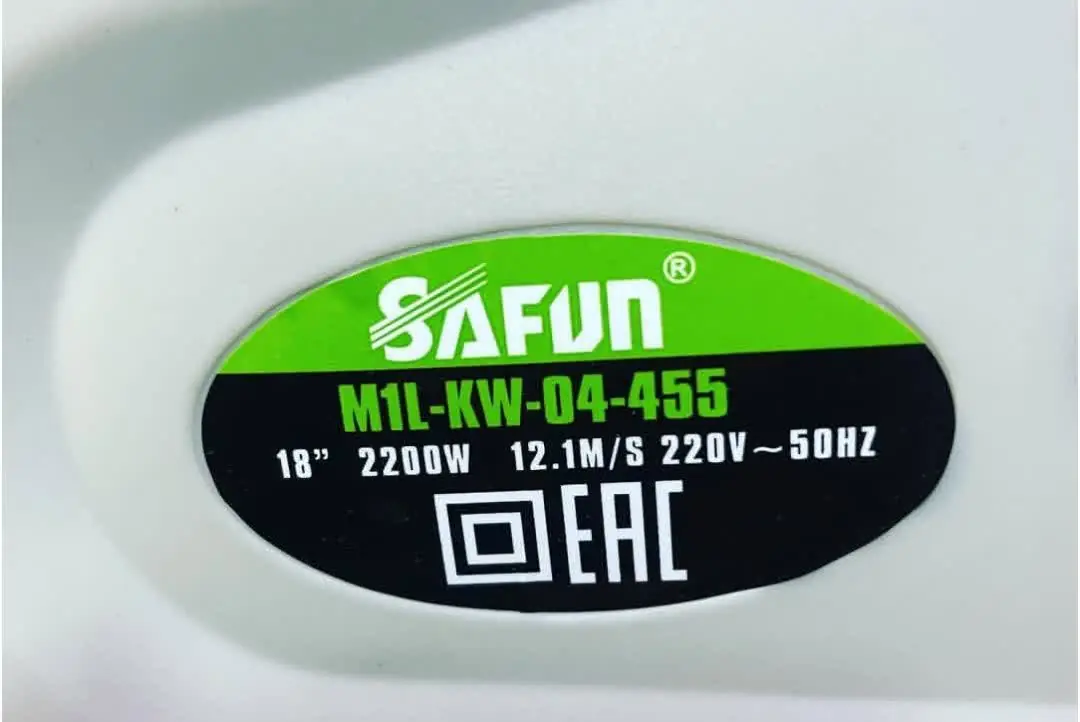 SAFUN®
M1L-KW-04-455
18" 2200W 12.1M/S 220V~50HZ
EAC